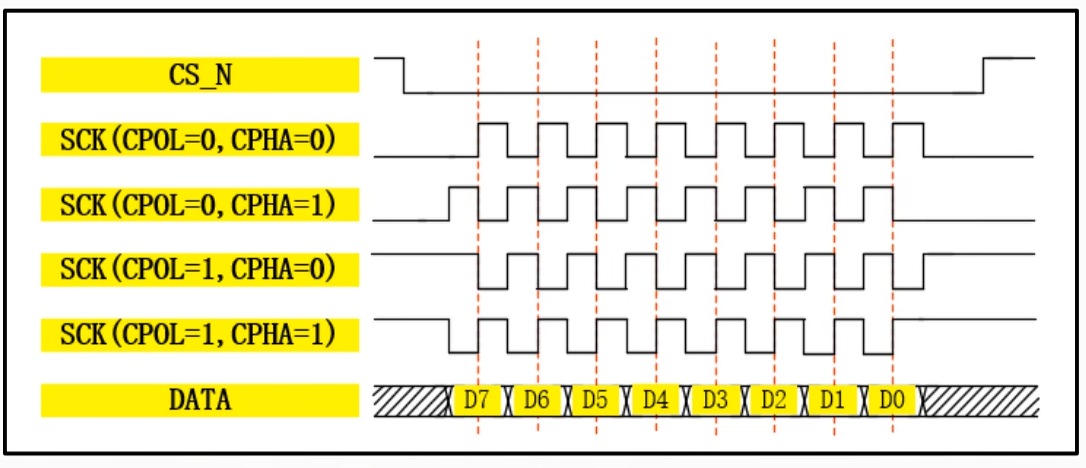 CS_N
SCK(CPOL=0,CPHA=0)
SCK(CPOL=0,CPHA=1)
SCK(CPOL=1,CPHA=0)
SCK(CPOL=1,CPHA=1)
DATA D7 D6 D5 D4 D3 D2 D1 D0